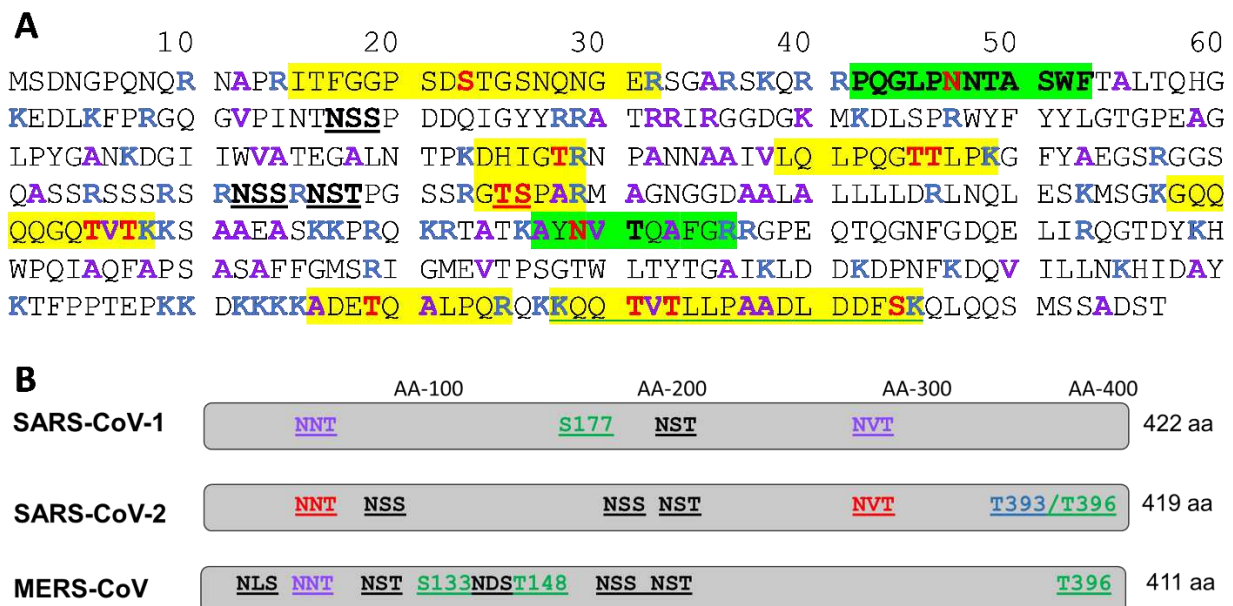 A
10 20 30 40 50 60
MSDNGPQNQR NAPRITFGGP SDSTGSNQNG ERSGARSKQR RPQGLPNNTA SWFTALTQHG
KEDLKFPRGQ GVPINTNSSP DDQIGYYRRA TRRIRGGDGK MKDLSPRWYF YYLGTGPEAG
LPYGANKDGI IWVATEGALN TPKDHIGTRN PANNAAIVLQ LPQGTTLPKG FYAEGSRGGS
QASSRSSSRS RNSSRNSTPG SSRGTSPARM AGNGGDAALA LLLLDRLNQL ESKMSGKGQQ
QQGQTVTKKS AAEASKKPRQ KRTATKAYNV TQAFGRRGPE QTQGNFGDQE LIRQGTDYKH
WPQIAQFAPS ASAFFGMSRI GMEVTPSGTW LTYTGAIKLD DKDPNFKDQV ILLNKHIDAY
KTFPPTEPKK DKKKKADETQ ALPQRQKKQQ TVTLLPAADL DDFSKQLQQS MSSADST
B
AA-100 AA-200 AA-300 AA-400
SARS-CoV-1 NNT S177 NST NVT 422 aa
SARS-CoV-2 NNT NSS NSS NST NVT T393/T396 419 aa
MERS-CoV NLS NNT NST S133NDST148 NSS NST T396 411 aa